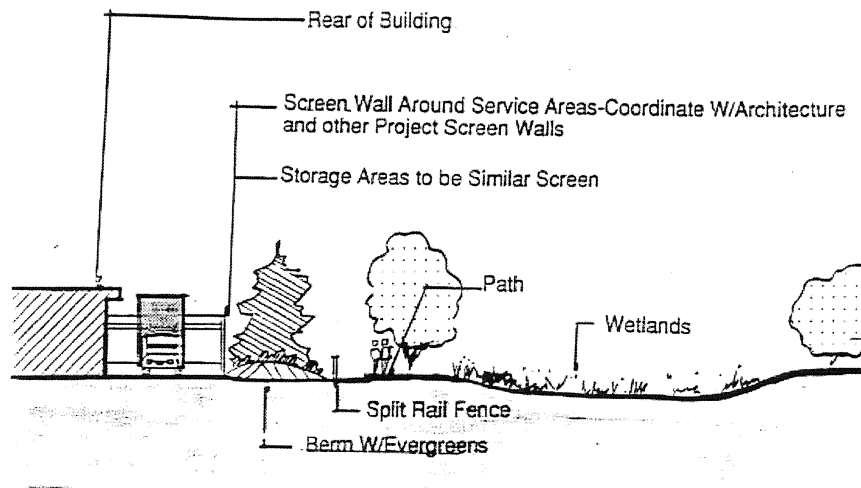 Rear of Building
Screen Wall Around Service Areas-Coordinate W/Architecture
and other Project Screen Walls
Storage Areas to be Similar Screen
Path
Wetlands
Split Rail Fence
Berm W/Evergreens